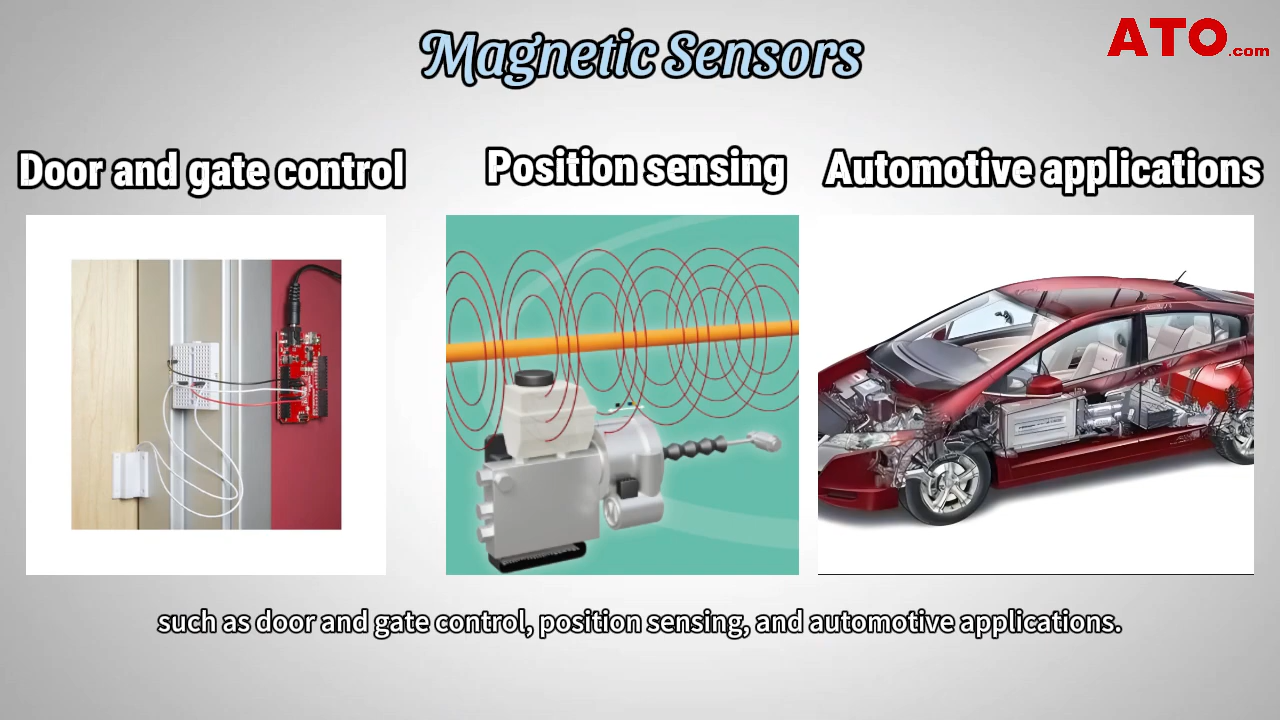 Magnetic Sensors
ATO.com
Door and gate control
Position sensing
Automotive applications
such as door and gate control, position sensing, and automotive applications.